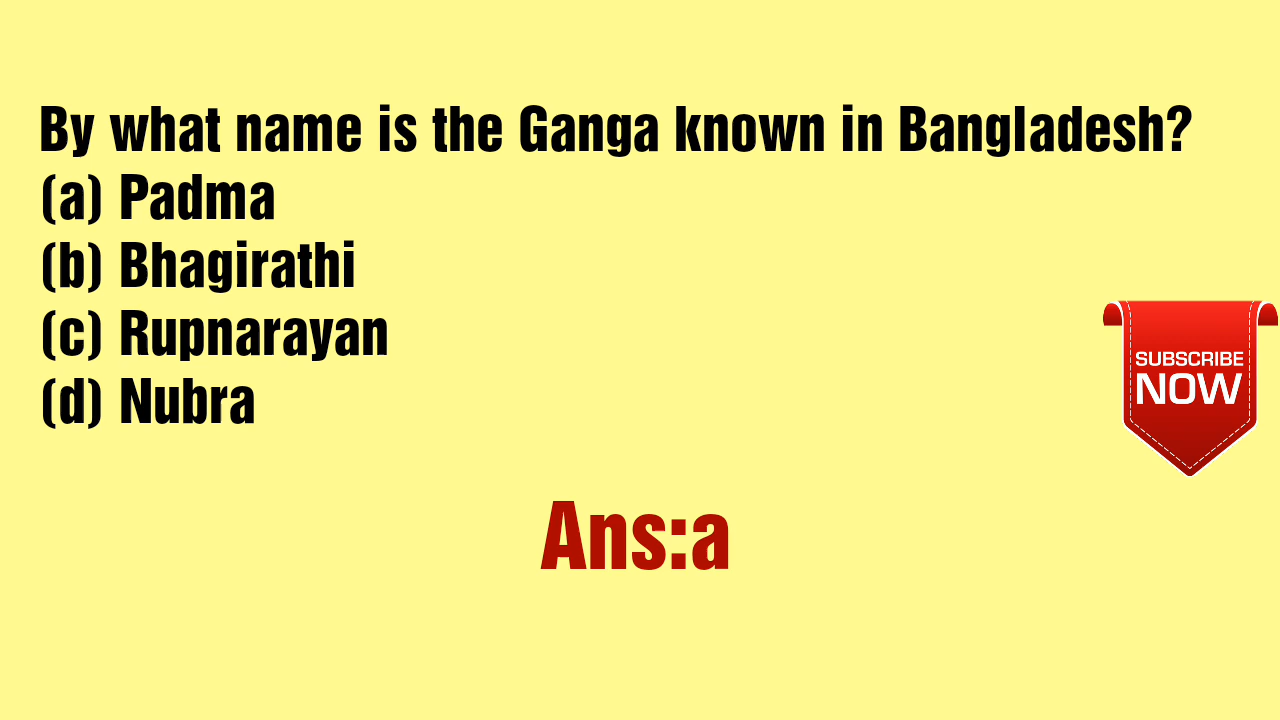 By what name is the Ganga known in Bangladesh?
(a) Padma
(b) Bhagirathi
(c) Rupnarayan
(d) Nubra
SUBSCRIBE
NOW
Ans:a